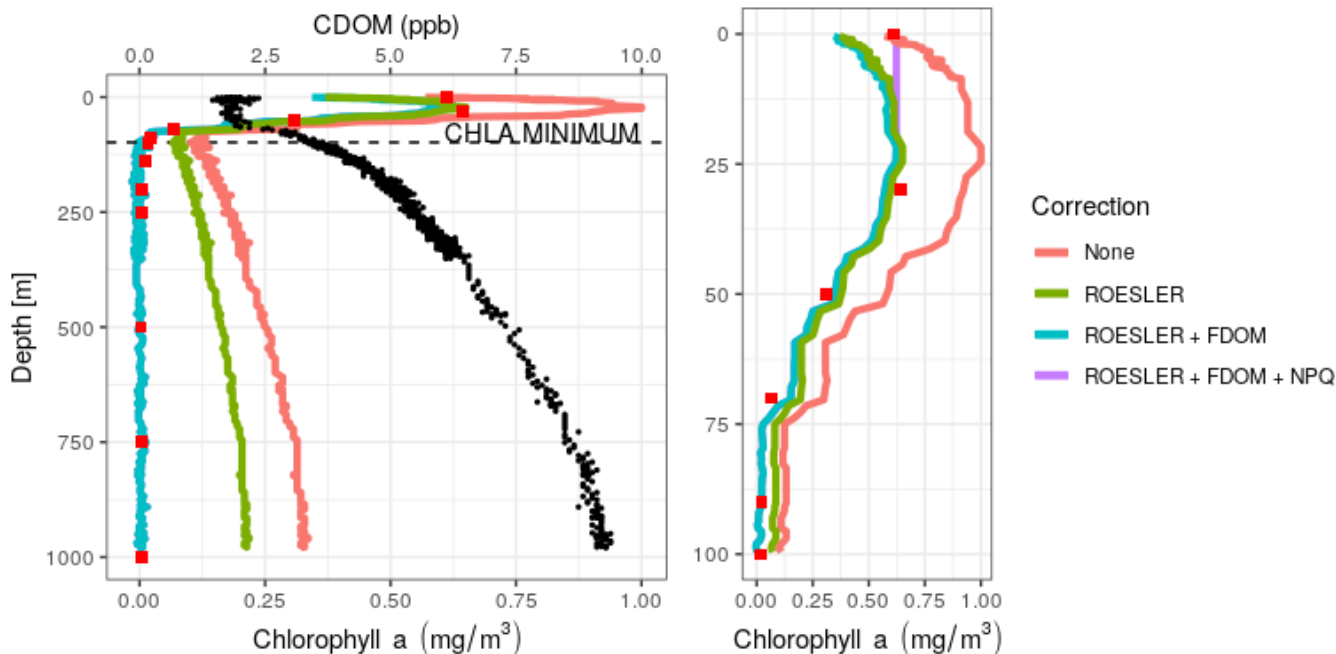 CDOM (ppb)
0.0 2.5 5.0 7.5 10.0
0
250
500
750
1000
CHLA MINIMUM
Depth [m]
0.00 0.25 0.50 0.75 1.00
Chlorophyll a (mg/m³)
0
25
50
75
100
0.00 0.25 0.50 0.75 1.00
Chlorophyll a (mg/m³)
Correction
None
ROESLER
ROESLER + FDOM
ROESLER + FDOM + NPQ